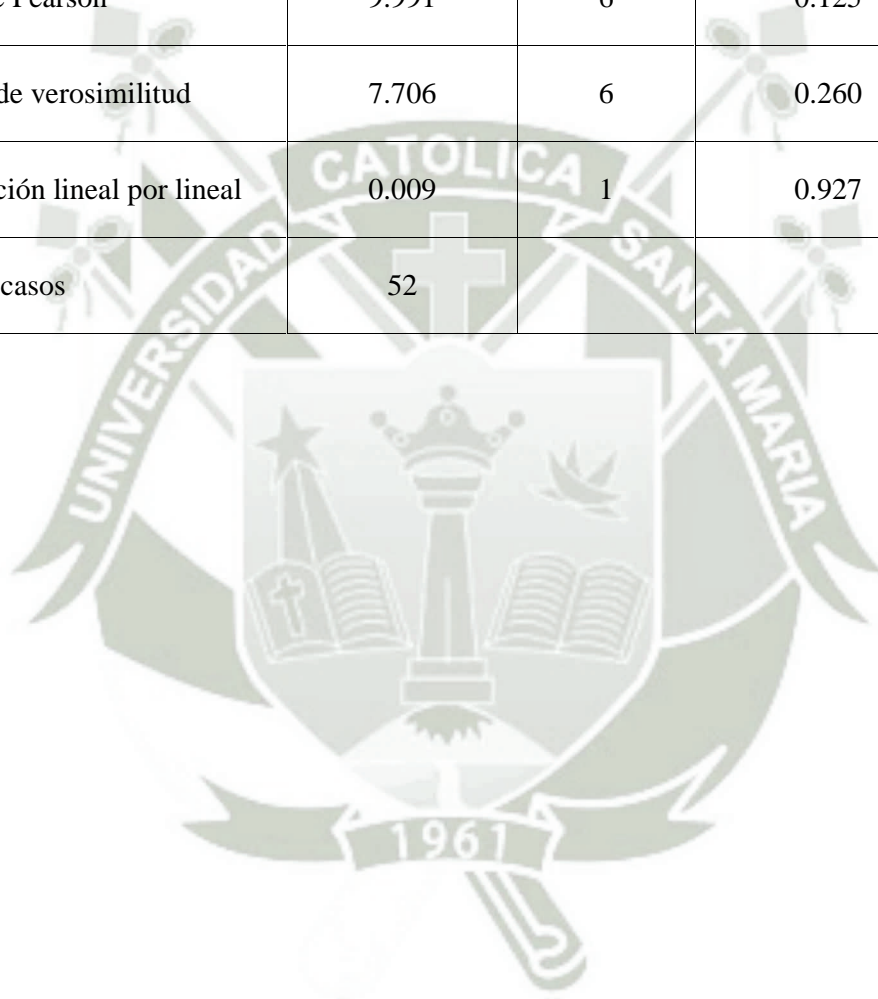 Pearson 9.991 6 0.125
de verosimilitud 7.706 6 0.260
ción lineal por lineal 0.009 1 0.927
casos 52
UNIVERSIDAD CATOLICA SANTA MARIA
1961